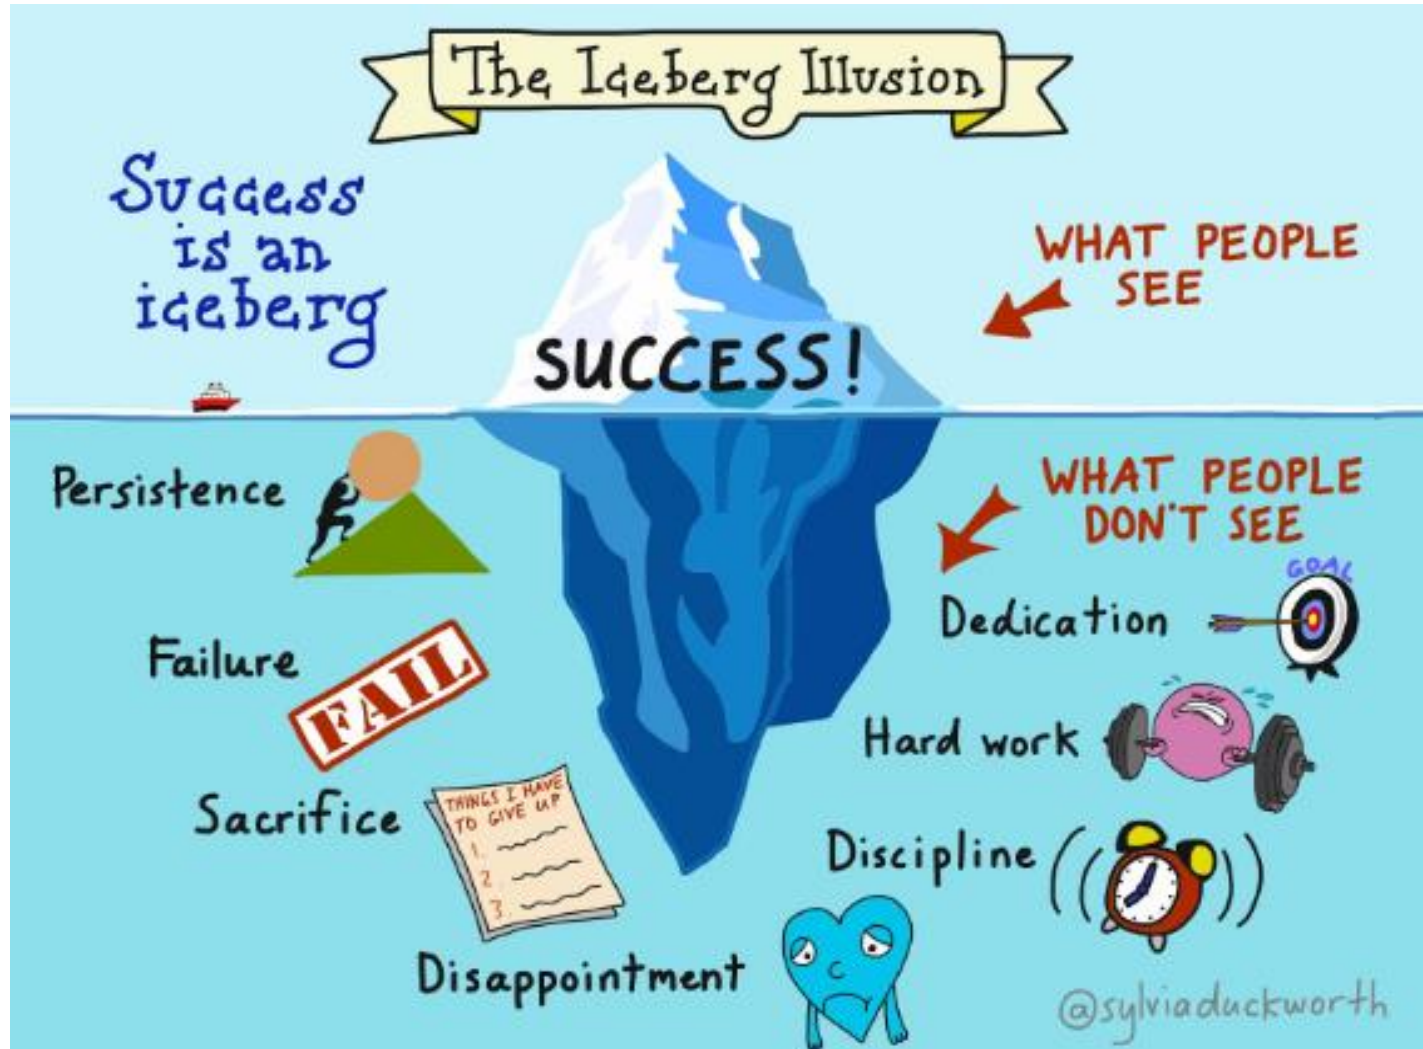 The Iceberg Illusion
Success
is an
iceberg
WHAT PEOPLE
SEE
SUCCESS!
WHAT PEOPLE
DON'T SEE
Persistence
Failure
FAIL
Sacrifice
THINGS I HAVE
TO GIVE UP
1.
2.
3.
Disappointment
GOAL
Dedication
Hard work
Discipline
@sylviaduckworth